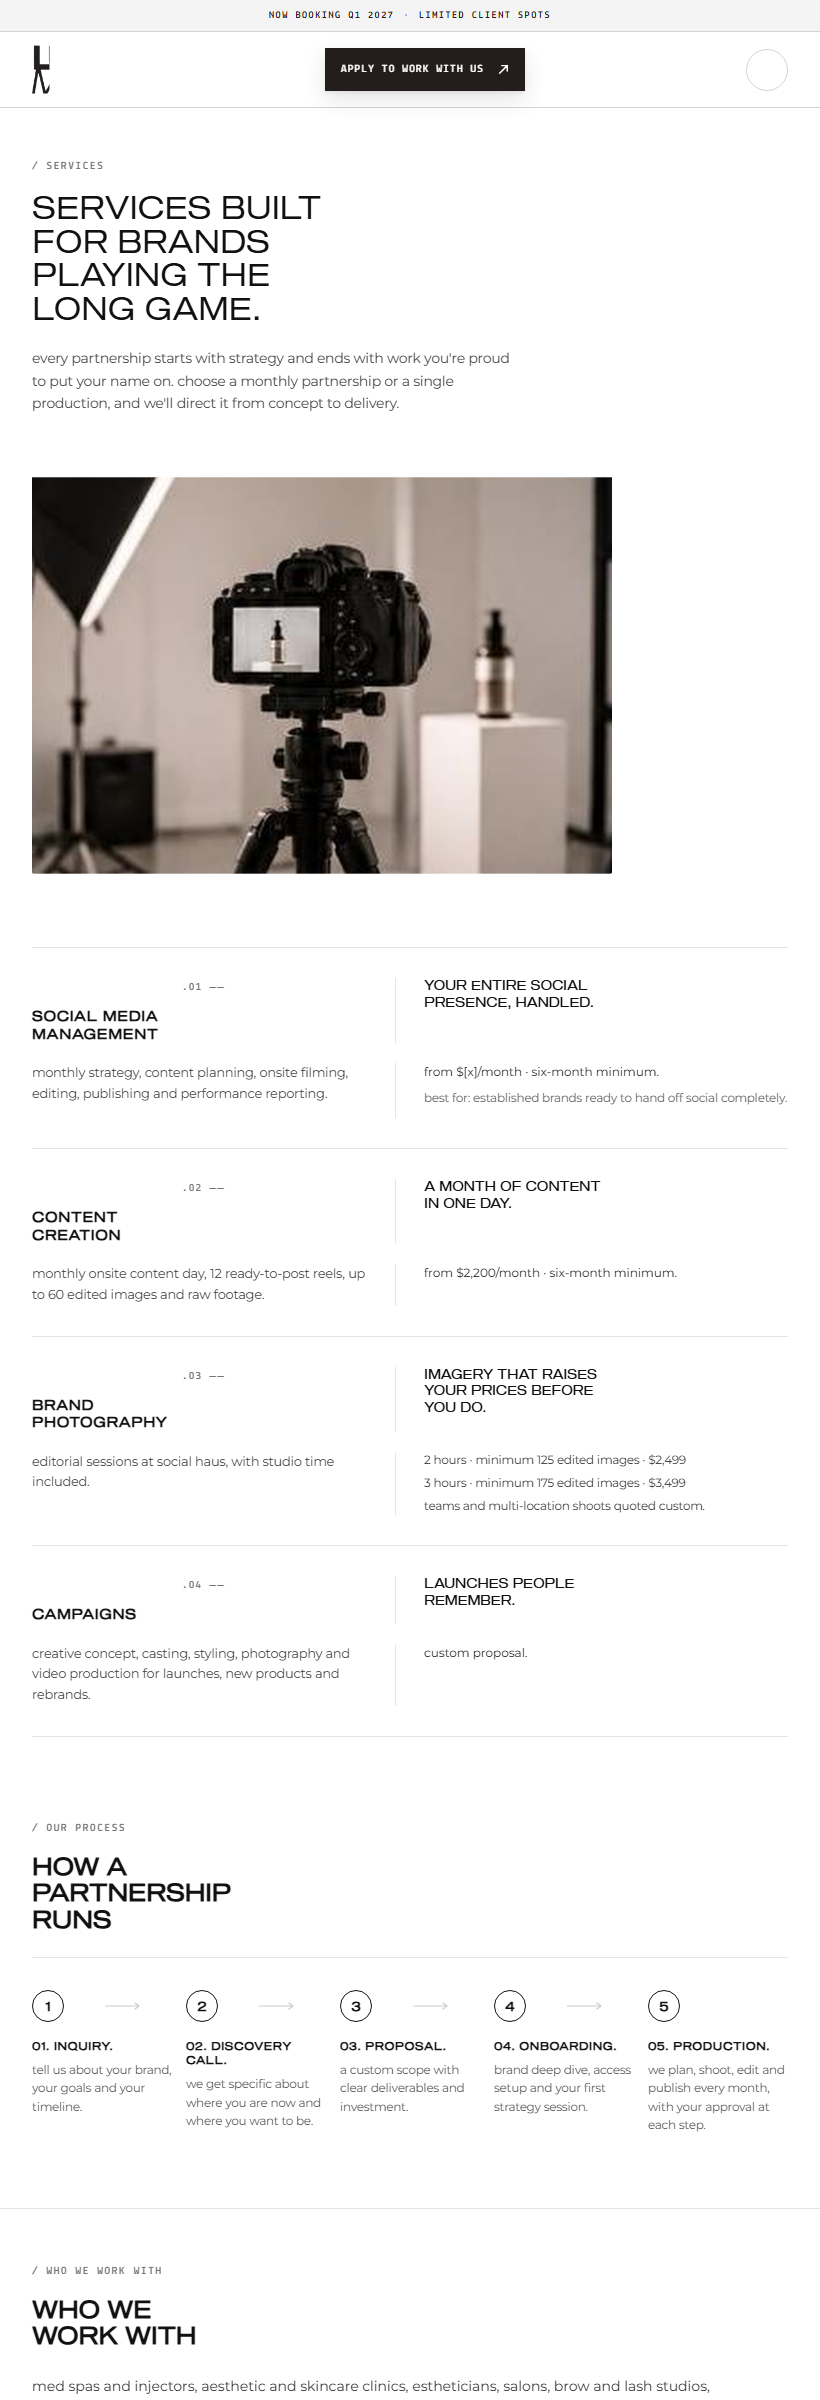 NOW BOOKING Q1 2027 · LIMITED CLIENT SPOTS
APPLY TO WORK WITH US ↗
/ SERVICES
SERVICES BUILT
FOR BRANDS
PLAYING THE
LONG GAME.
every partnership starts with strategy and ends with work you're proud
to put your name on. choose a monthly partnership or a single
production, and we'll direct it from concept to delivery.
.01 ——
SOCIAL MEDIA
MANAGEMENT
YOUR ENTIRE SOCIAL
PRESENCE, HANDLED.
monthly strategy, content planning, onsite filming,
editing, publishing and performance reporting.
from $[x]/month · six-month minimum.
best for: established brands ready to hand off social completely.
.02 ——
CONTENT
CREATION
A MONTH OF CONTENT
IN ONE DAY.
monthly onsite content day, 12 ready-to-post reels, up
to 60 edited images and raw footage.
from $2,200/month · six-month minimum.
.03 ——
BRAND
PHOTOGRAPHY
IMAGERY THAT RAISES
YOUR PRICES BEFORE
YOU DO.
editorial sessions at social haus, with studio time
included.
2 hours · minimum 125 edited images · $2,499
3 hours · minimum 175 edited images · $3,499
teams and multi-location shoots quoted custom.
.04 ——
CAMPAIGNS
LAUNCHES PEOPLE
REMEMBER.
creative concept, casting, styling, photography and
video production for launches, new products and
rebrands.
custom proposal.
/ OUR PROCESS
HOW A
PARTNERSHIP
RUNS
1
01. INQUIRY.
tell us about your brand,
your goals and your
timeline.
2
02. DISCOVERY
CALL.
we get specific about
where you are now and
where you want to be.
3
03. PROPOSAL.
a custom scope with
clear deliverables and
investment.
4
04. ONBOARDING.
brand deep dive, access
setup and your first
strategy session.
5
05. PRODUCTION.
we plan, shoot, edit and
publish every month,
with your approval at
each step.
/ WHO WE WORK WITH
WHO WE
WORK WITH
med spas and injectors, aesthetic and skincare clinics, estheticians, salons, brow and lash studios,